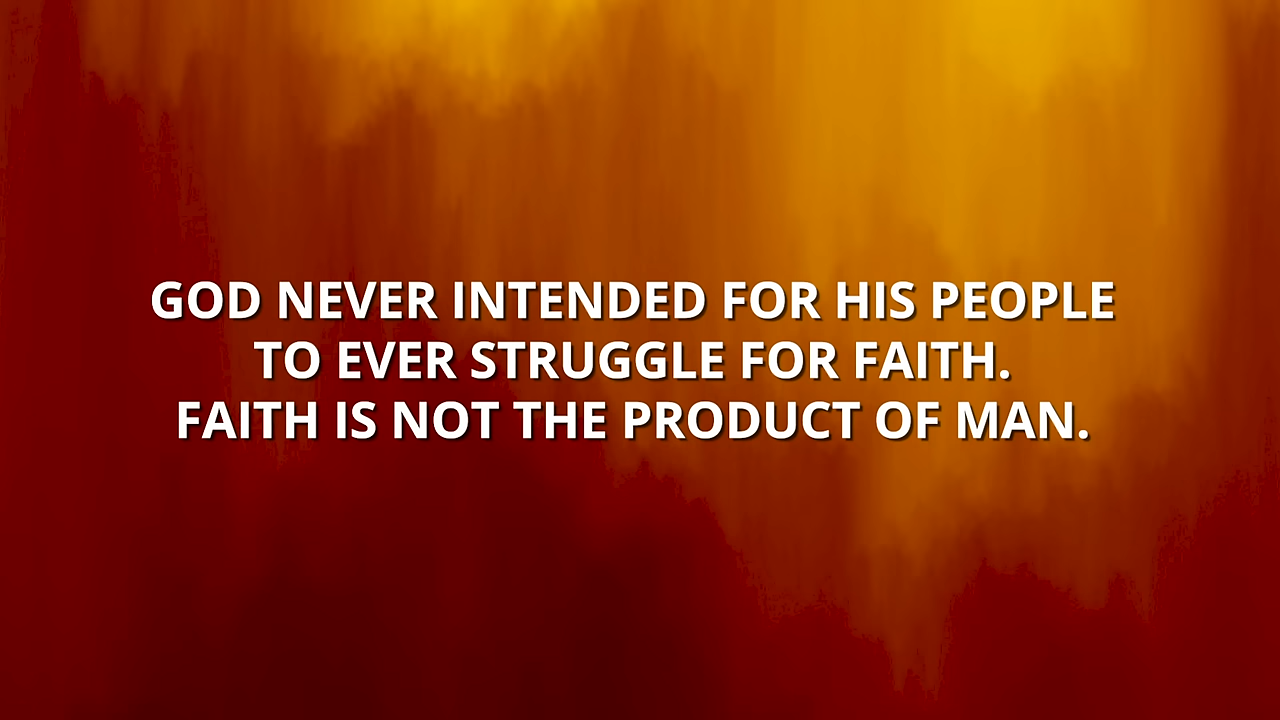 GOD NEVER INTENDED FOR HIS PEOPLE
TO EVER STRUGGLE FOR FAITH.
FAITH IS NOT THE PRODUCT OF MAN.